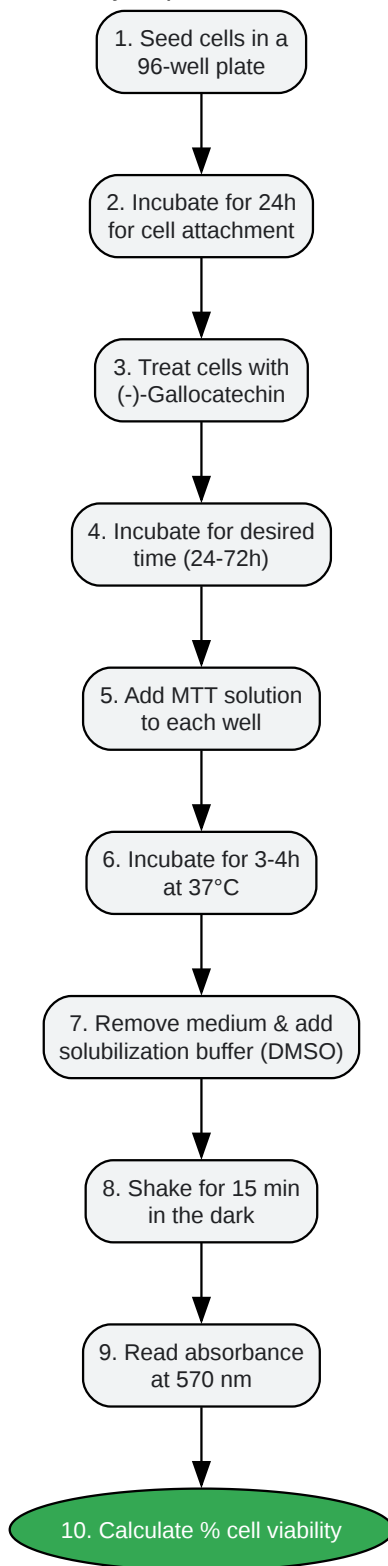 1. Seed cells in a
96-well plate
2. Incubate for 24h
for cell attachment
3. Treat cells with
(-)-Gallocatechin
4. Incubate for desired
time (24-72h)
5. Add MTT solution
to each well
6. Incubate for 3-4h
at 37°C
7. Remove medium & add
solubilization buffer (DMSO)
8. Shake for 15 min
in the dark
9. Read absorbance
at 570 nm
10. Calculate % cell viability